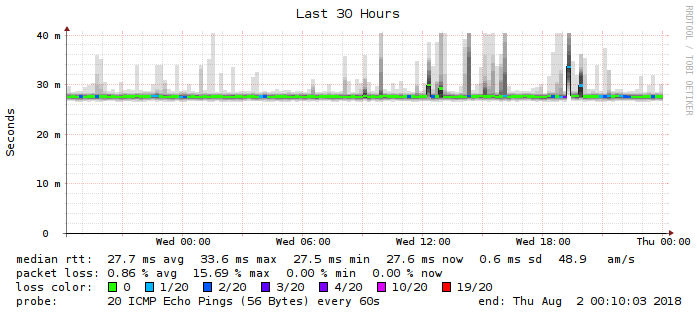 Last 30 Hours
RRDTOOL / TOBI OETIKER
Seconds
40 m
30 m
20 m
10 m
0
Wed 00:00 Wed 06:00 Wed 12:00 Wed 18:00 Thu 00:00
median rtt: 27.7 ms avg 33.6 ms max 27.5 ms min 27.6 ms now 0.6 ms sd 48.9 am/s
packet loss: 0.86 % avg 15.69 % max 0.00 % min 0.00 % now
loss color: 0 1/20 2/20 3/20 4/20 10/20 19/20
probe: 20 ICMP Echo Pings (56 Bytes) every 60s end: Thu Aug 2 00:10:03 2018